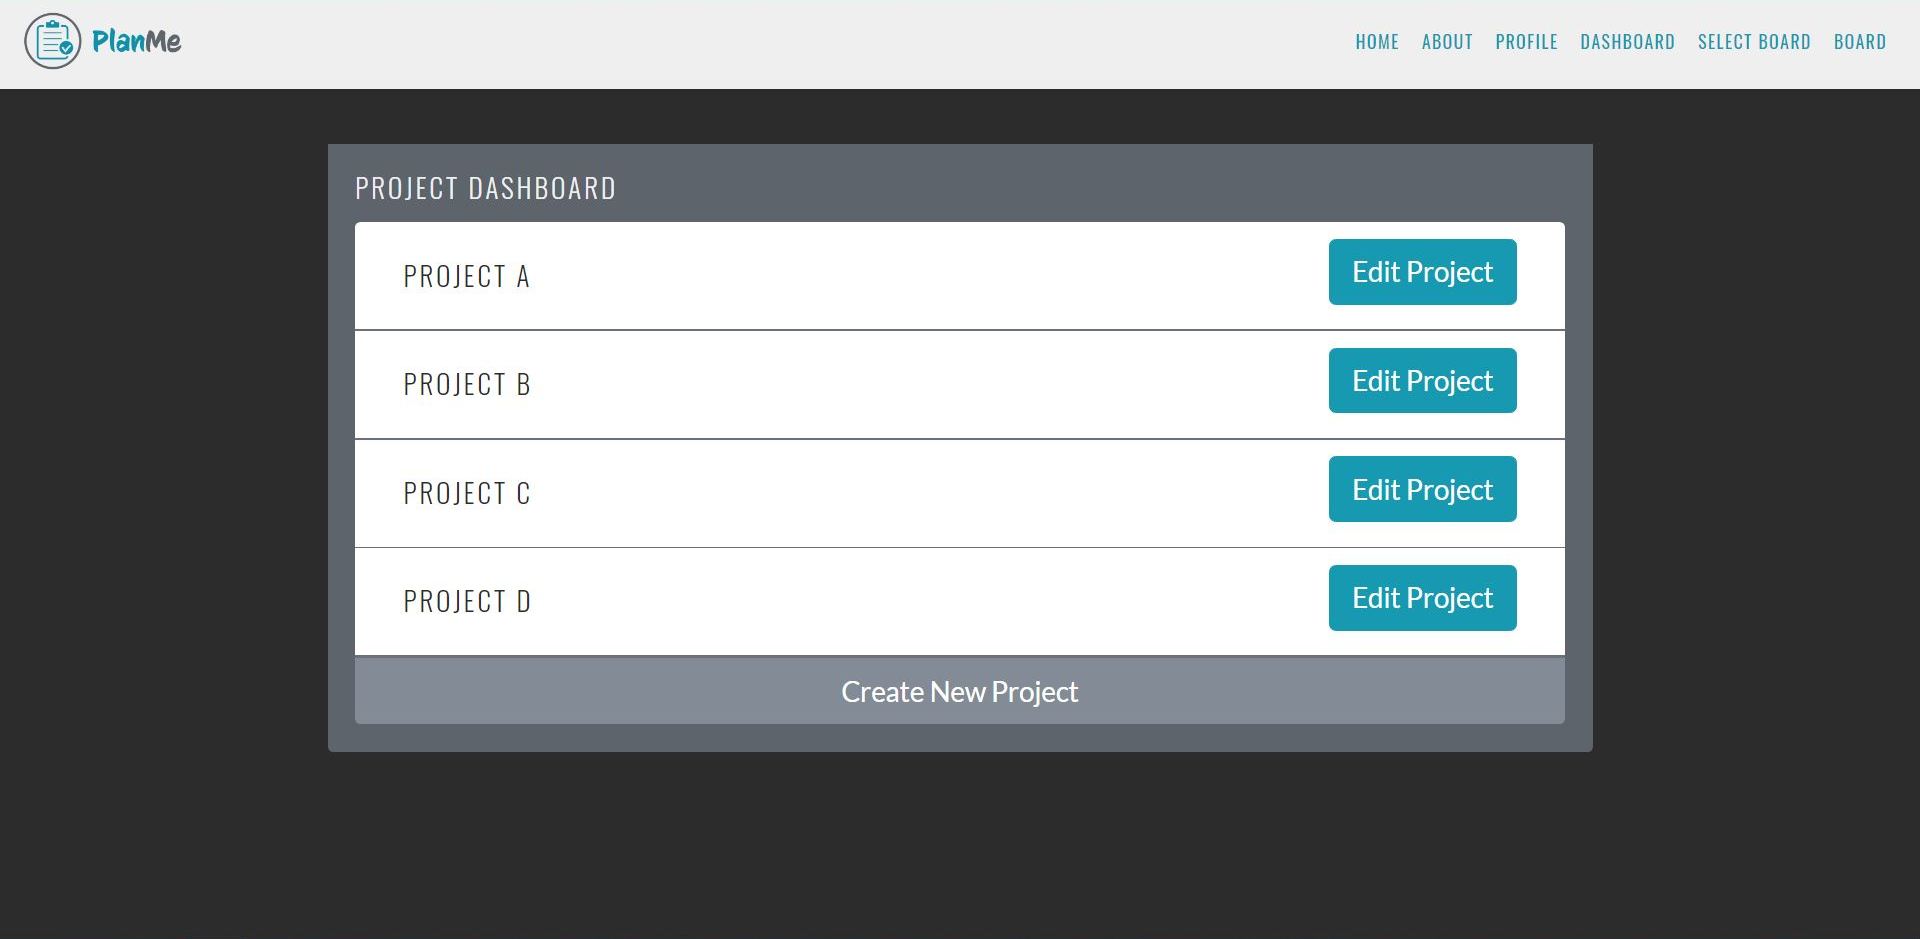 PlanMe
HOME ABOUT PROFILE DASHBOARD SELECT BOARD BOARD
PROJECT DASHBOARD
PROJECT A
Edit Project
PROJECT B
Edit Project
PROJECT C
Edit Project
PROJECT D
Edit Project
Create New Project